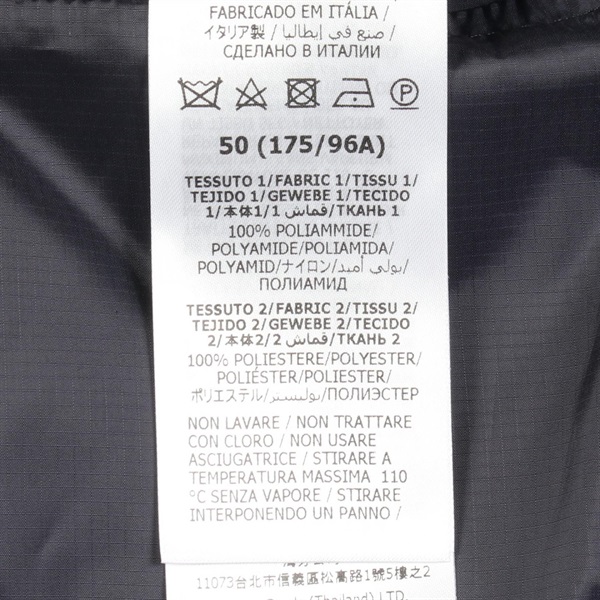 FABRICADO EM ITÁLIA/
イタリア製 / صنع في إيطاليا /
СДЕЛАНО В ИТАЛИИ
P
50 (175/96A)
TESSUTO 1/FABRIC 1/TISSU 1/
TEJIDO 1/GEWEBE 1/TECIDO
1/本体1/1 قماش/ТКАНЬ 1
100% POLIAMMIDE/
POLYAMIDE/POLIAMIDA/
POLYAMID/ナイロン/بولي أميد/
ПОЛИАМИД
TESSUTO 2/FABRIC 2/TISSU 2/
TEJIDO 2/GEWEBE 2/TECIDO
2/本体2/2 قماش/ТКАНЬ 2
100% POLIESTERE/POLYESTER/
POLIÉSTER/POLYESTER/
ポリエステル/بوليستر/ПОЛИЭСТЕР
NON LAVARE / NON TRATTARE
CON CLORO / NON USARE
ASCIUGATRICE / STIRARE A
TEMPERATURA MASSIMA 110
°C SENZA VAPORE / STIRARE
INTERPONENDO UN PANNO /
11073台北市信義區松高路1號5樓之2
(Thailand) LTD.